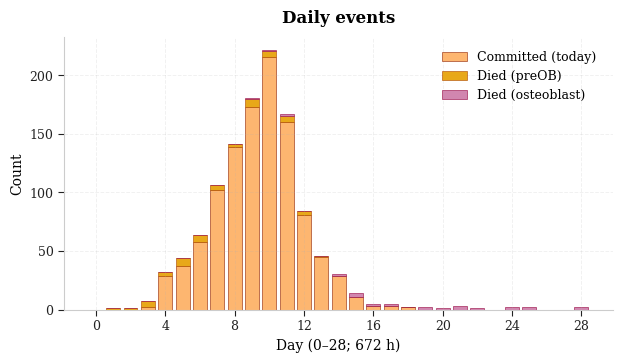 Daily events
Committed (today)
Died (preOB)
Died (osteoblast)
Count
200
150
100
50
0
0 4 8 12 16 20 24 28
Day (0–28; 672 h)